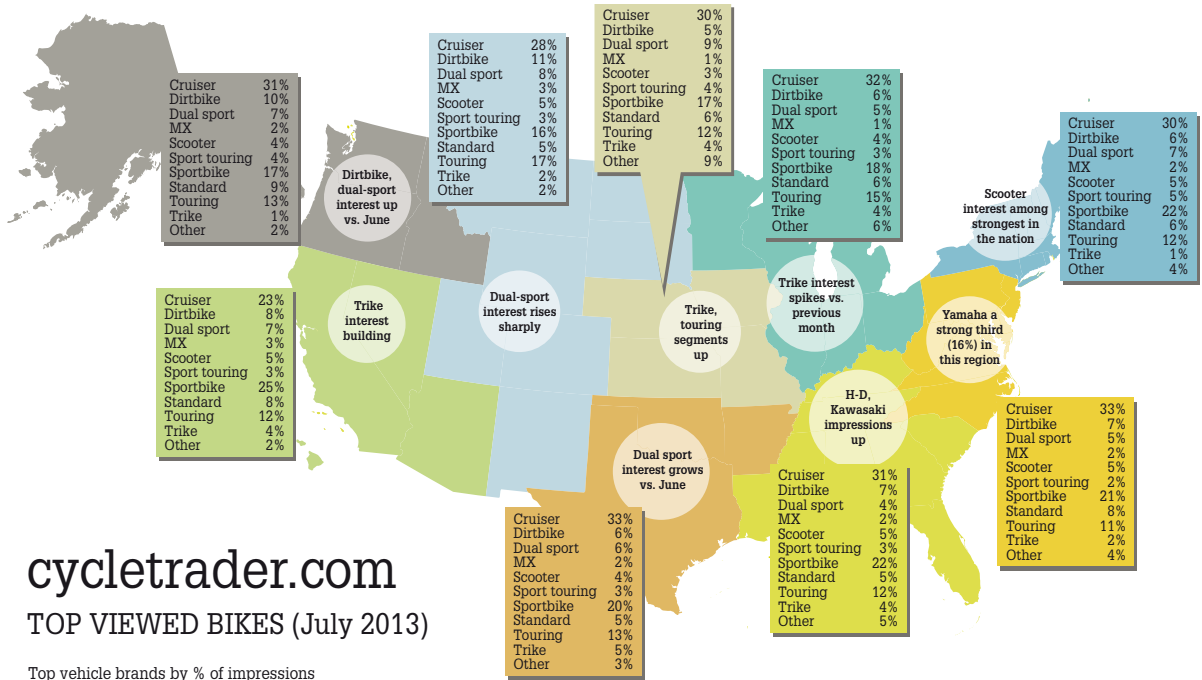 Cruiser 31%
Dirtbike 10%
Dual sport 7%
MX 2%
Scooter 4%
Sport touring 4%
Sportbike 17%
Standard 9%
Touring 13%
Trike 1%
Other 2%
Dirtbike,
dual-sport
interest up
vs. June
Cruiser 28%
Dirtbike 11%
Dual sport 8%
MX 3%
Scooter 5%
Sport touring 3%
Sportbike 16%
Standard 5%
Touring 17%
Trike 2%
Other 2%
Dual-sport
interest rises
sharply
Cruiser 30%
Dirtbike 5%
Dual sport 9%
MX 1%
Scooter 3%
Sport touring 4%
Sportbike 17%
Standard 6%
Touring 12%
Trike 4%
Other 9%
Trike,
touring
segments
up
Cruiser 32%
Dirtbike 6%
Dual sport 5%
MX 1%
Scooter 4%
Sport touring 3%
Sportbike 18%
Standard 6%
Touring 15%
Trike 4%
Other 6%
Trike interest
spikes vs.
previous
month
Cruiser 30%
Dirtbike 6%
Dual sport 7%
MX 2%
Scooter 5%
Sport touring 5%
Sportbike 22%
Standard 6%
Touring 12%
Trike 1%
Other 4%
Scooter
interest among
strongest in
the nation
Cruiser 23%
Dirtbike 8%
Dual sport 7%
MX 3%
Scooter 5%
Sport touring 3%
Sportbike 25%
Standard 8%
Touring 12%
Trike 4%
Other 2%
Trike
interest
building
Yamaha a
strong third
(16%) in
this region
Cruiser 33%
Dirtbike 7%
Dual sport 5%
MX 2%
Scooter 5%
Sport touring 2%
Sportbike 21%
Standard 8%
Touring 11%
Trike 2%
Other 4%
H-D,
Kawasaki
impressions
up
Cruiser 31%
Dirtbike 7%
Dual sport 4%
MX 2%
Scooter 5%
Sport touring 3%
Sportbike 22%
Standard 5%
Touring 12%
Trike 4%
Other 5%
Dual sport
interest grows
vs. June
Cruiser 33%
Dirtbike 6%
Dual sport 6%
MX 2%
Scooter 4%
Sport touring 3%
Sportbike 20%
Standard 5%
Touring 13%
Trike 5%
Other 3%
cycletrader.com
TOP VIEWED BIKES (July 2013)
Top vehicle brands by % of impressions